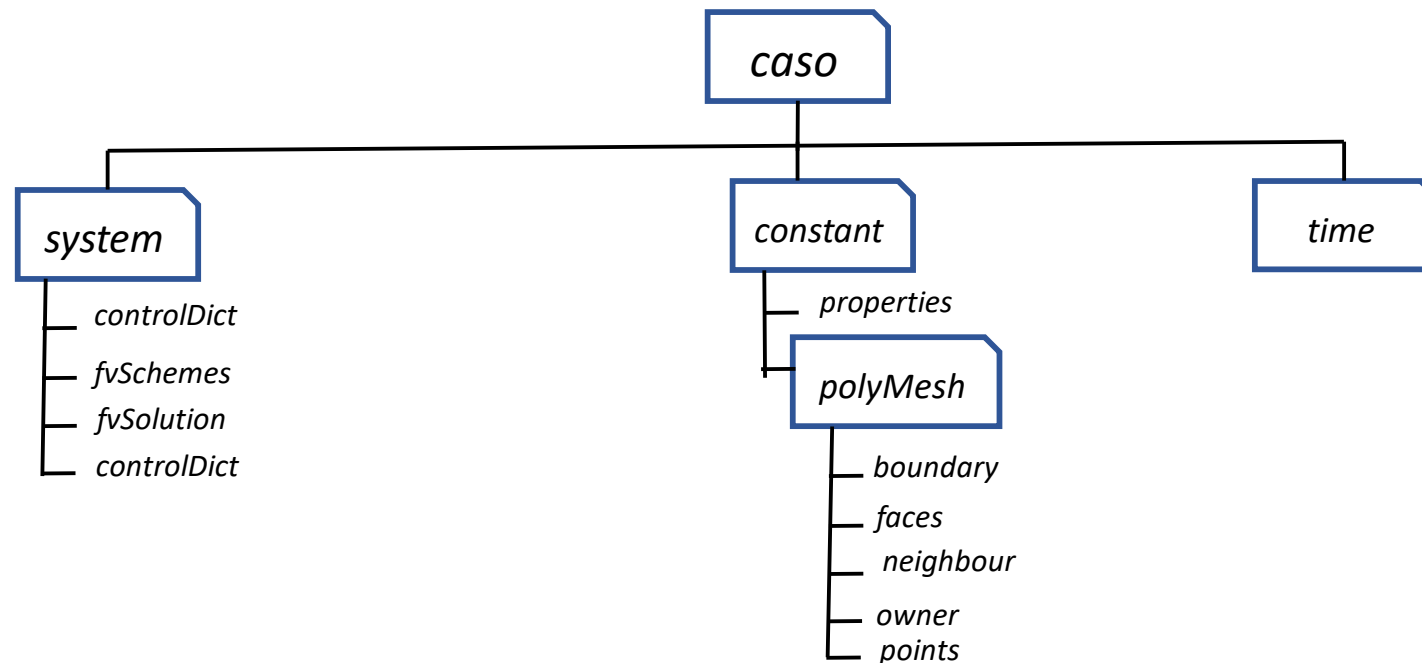 caso
system
controlDict
fvSchemes
fvSolution
controlDict
constant
properties
polyMesh
boundary
faces
neighbour
owner
points
time